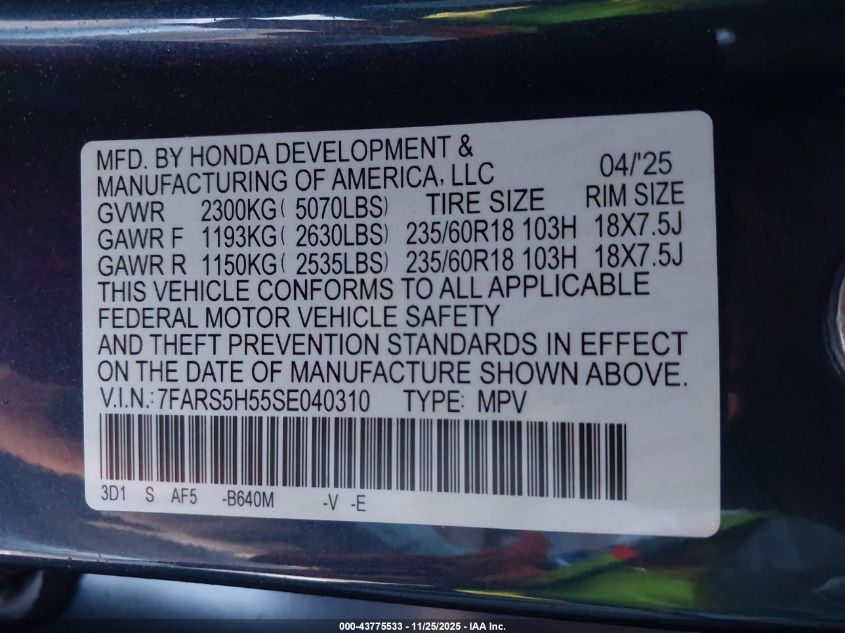 MFD. BY HONDA DEVELOPMENT &
MANUFACTURING OF AMERICA, LLC 04/'25
GVWR 2300KG( 5070LBS) TIRE SIZE RIM SIZE
GAWR F 1193KG( 2630LBS) 235/60R18 103H 18X7.5J
GAWR R 1150KG( 2535LBS) 235/60R18 103H 18X7.5J
THIS VEHICLE CONFORMS TO ALL APPLICABLE
FEDERAL MOTOR VEHICLE SAFETY
AND THEFT PREVENTION STANDARDS IN EFFECT
ON THE DATE OF MANUFACTURE SHOWN ABOVE.
V.I.N.:7FARS5H55SE040310 TYPE: MPV
3D1 S AF5 -B640M -V -E
000-43775533 - 11/25/2025 - IAA Inc.